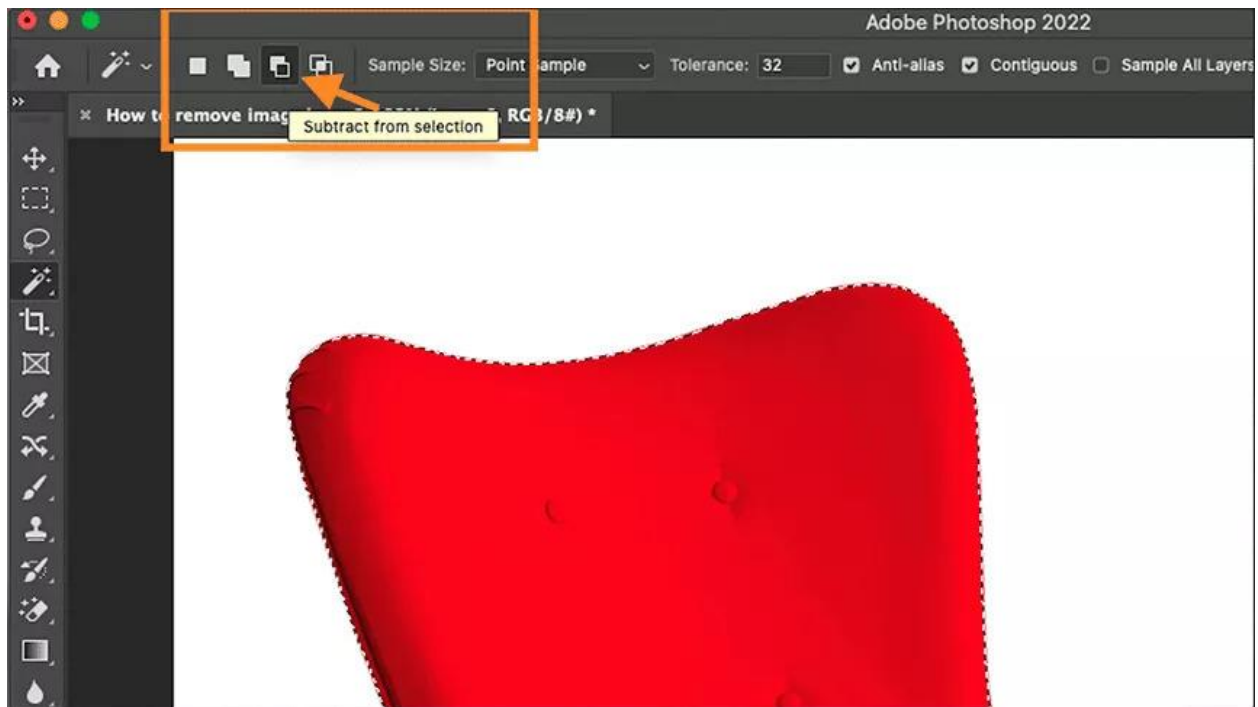 Adobe Photoshop 2022
Sample Size: Point Sample Tolerance: 32 Anti-alias Contiguous Sample All Layers
× How to remove imag RGB/8#) *
Subtract from selection